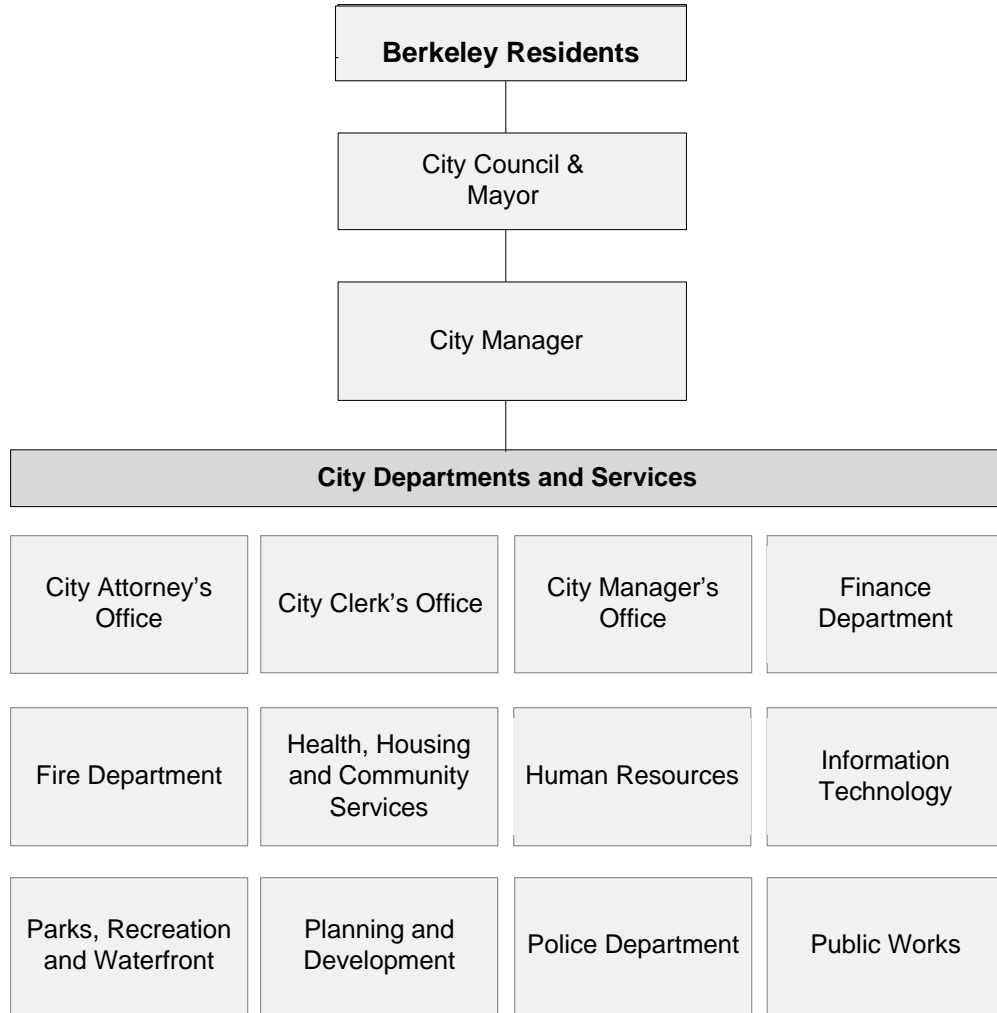 Berkeley Residents
City Council &
Mayor
City Manager
City Departments and Services
City Attorney’s
Office
City Clerk’s Office
City Manager’s
Office
Finance
Department
Fire Department
Health, Housing
and Community
Services
Human Resources
Information
Technology
Parks, Recreation
and Waterfront
Planning and
Development
Police Department
Public Works